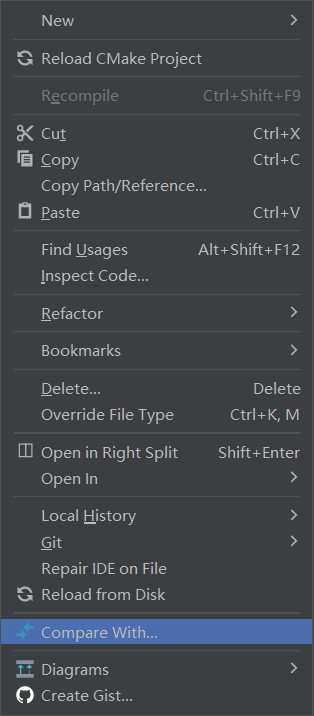 New
Reload CMake Project
Recompile Ctrl+Shift+F9
Cut Ctrl+X
Copy Ctrl+C
Copy Path/Reference...
Paste Ctrl+V
Find Usages Alt+Shift+F12
Inspect Code...
Refactor
Bookmarks
Delete... Delete
Override File Type Ctrl+K, M
Open in Right Split Shift+Enter
Open In
Local History
Git
Repair IDE on File
Reload from Disk
Compare With...
Diagrams
Create Gist...